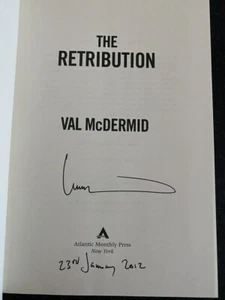 THE
RETRIBUTION
VAL McDERMID
Atlantic Monthly Press
New York
23rd January 2012